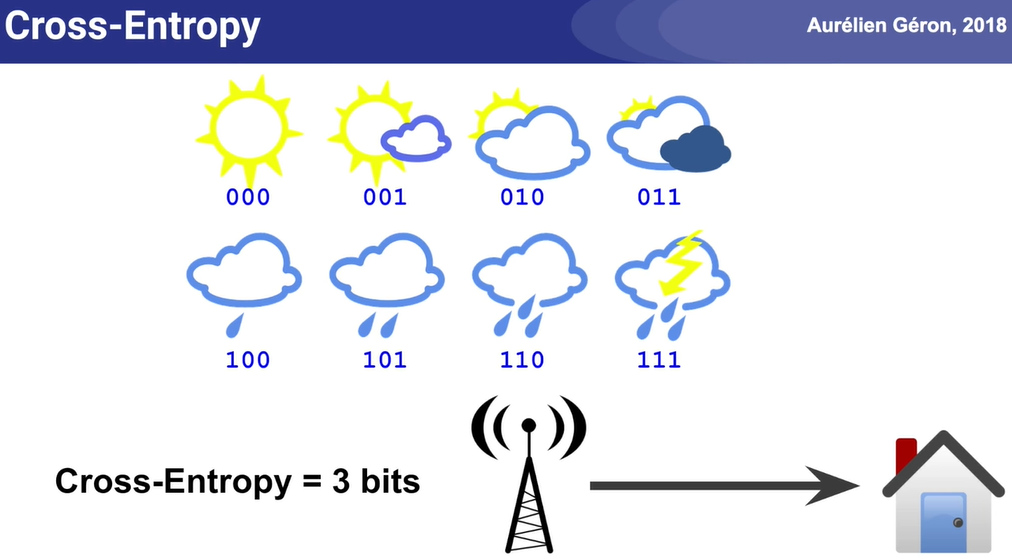 Cross-Entropy
Aurélien Géron, 2018
000 001 010 011
100 101 110 111
Cross-Entropy = 3 bits